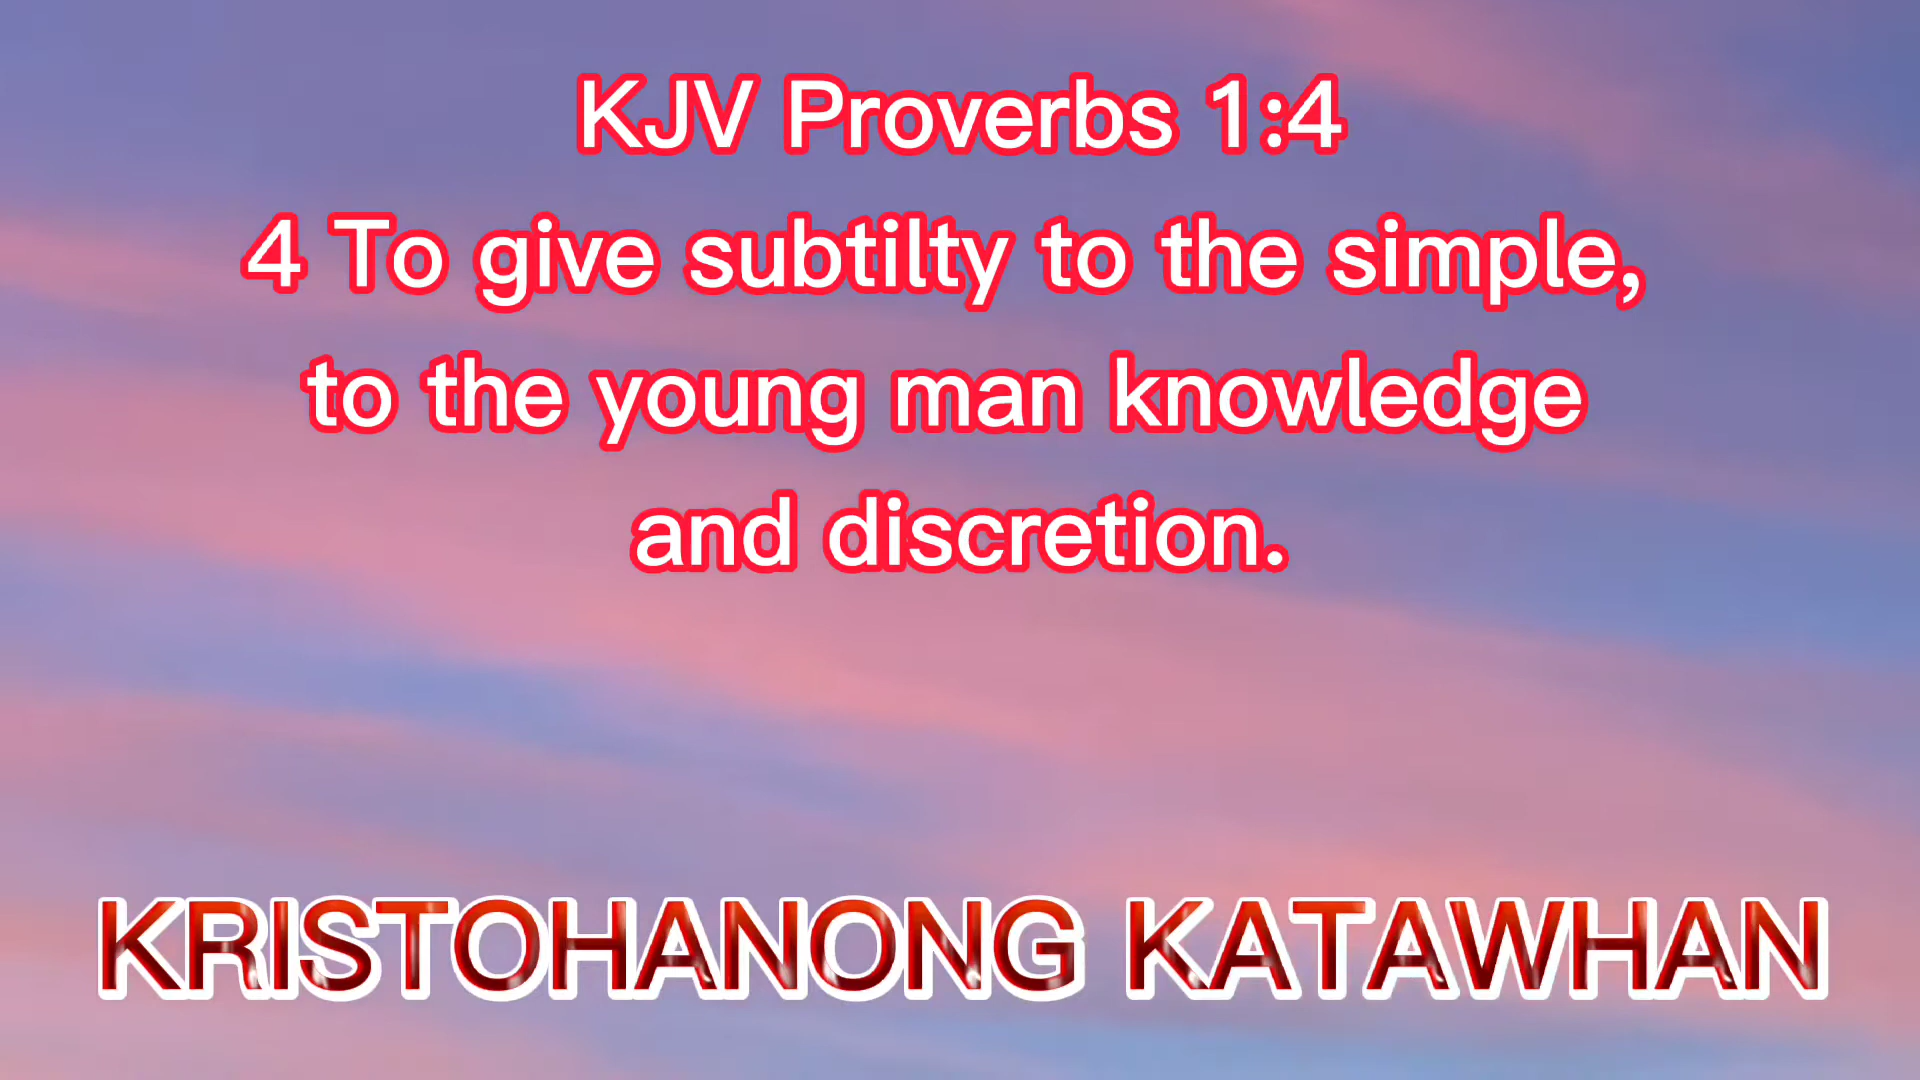 KJV Proverbs 1:4
4 To give subtilty to the simple,
to the young man knowledge
and discretion.
KRISTOHANONG KATAWHAN